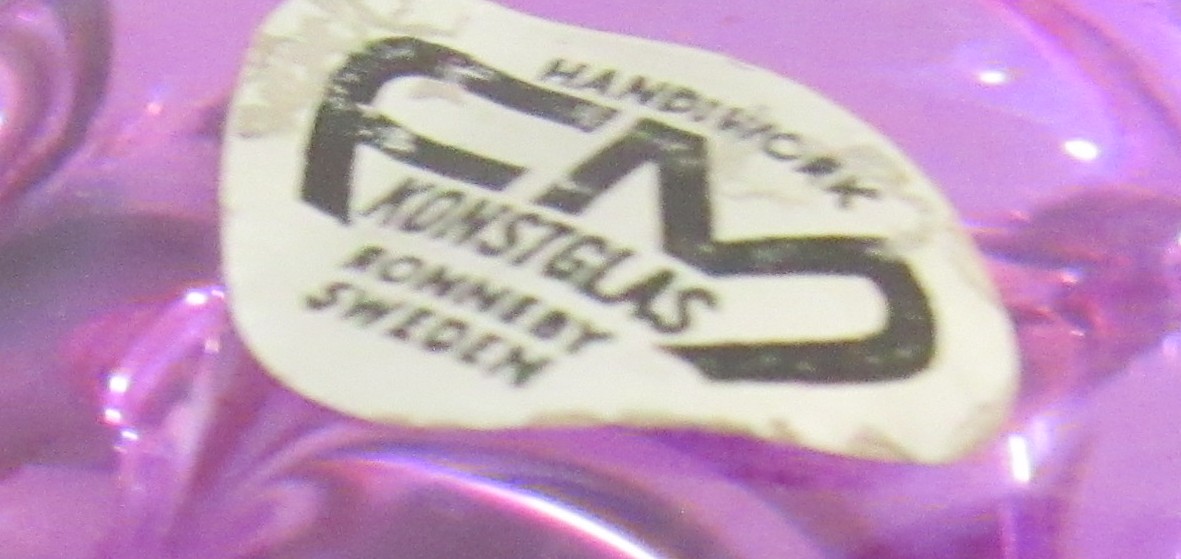 HANDIWORK
FM
KONSTGLAS
RONNEBY
SWEDEN